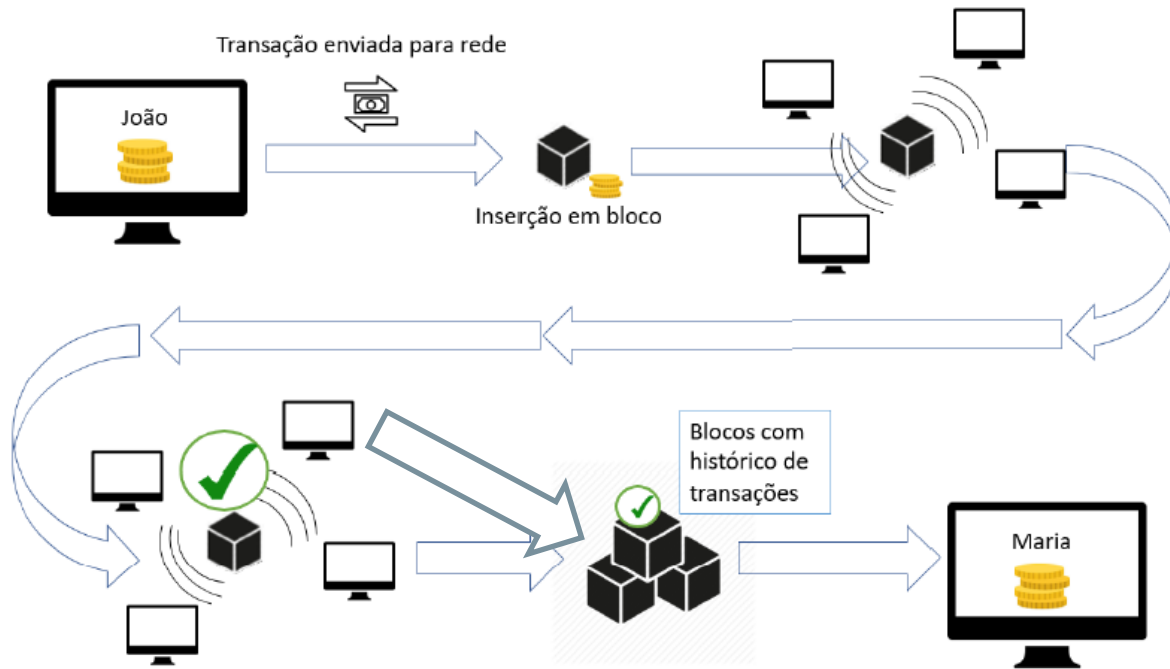 Transação enviada para rede
João
Inserção em bloco
Blocos com
histórico de
transações
Maria